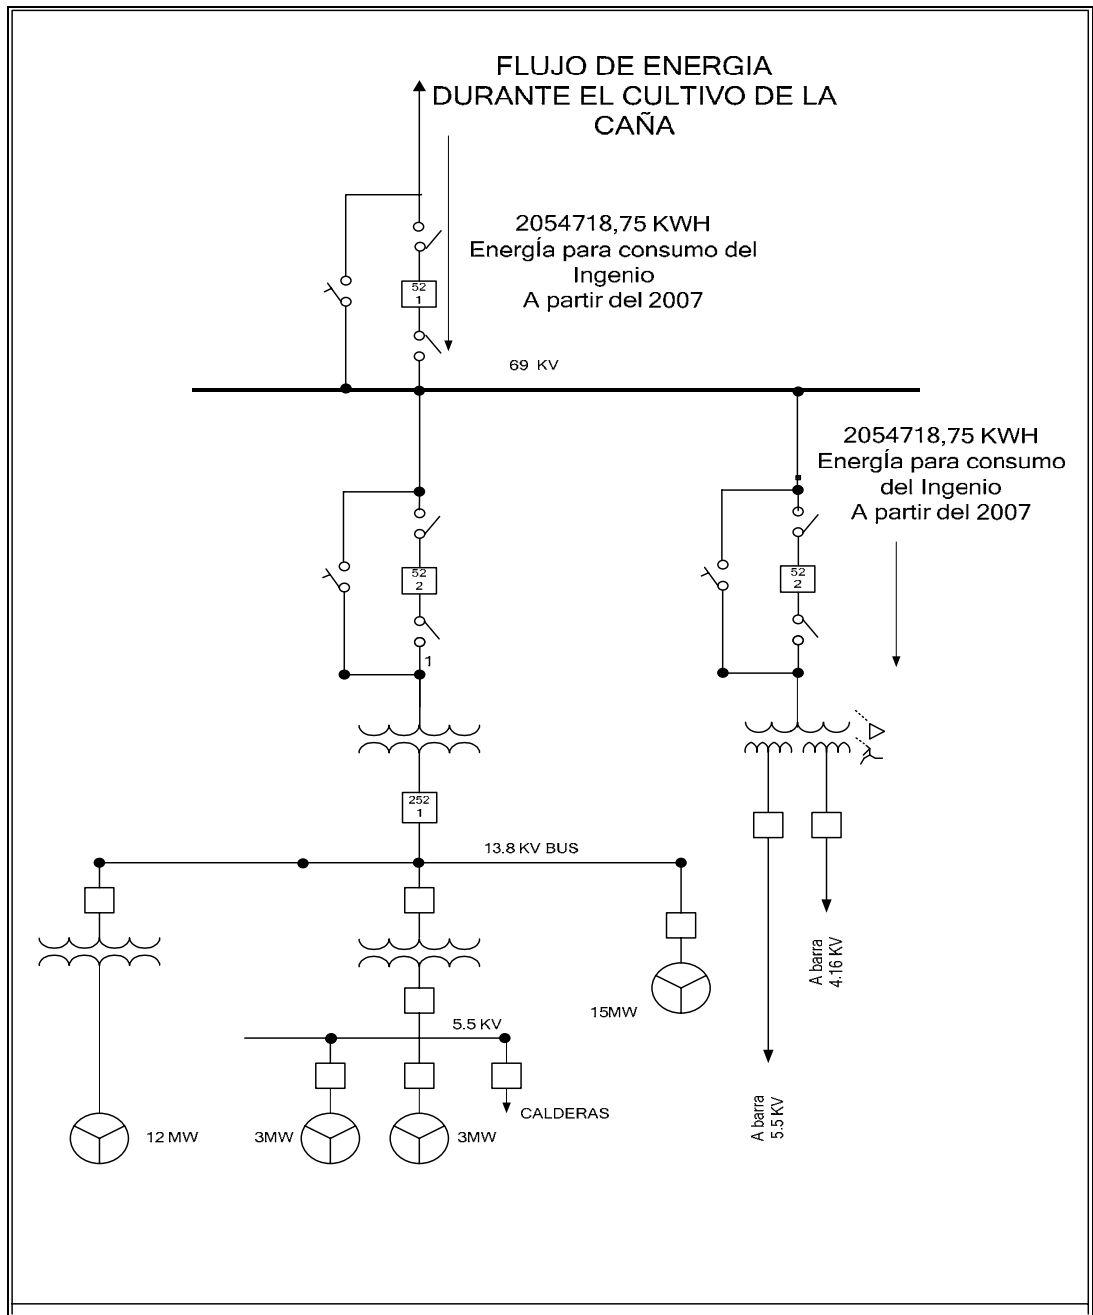 FLUJO DE ENERGIA
DURANTE EL CULTIVO DE LA
CAÑA
2054718,75 KWH
EnergÍa para consumo del
Ingenio
A partir del 2007
52
1
69 KV
2054718,75 KWH
EnergÍa para consumo
del Ingenio
A partir del 2007
52
2
52
2
1
252
1
13.8 KV BUS
A barra
4.16 KV
15MW
5.5 KV
CALDERAS
A barra
5.5 KV
12 MW
3MW
3MW